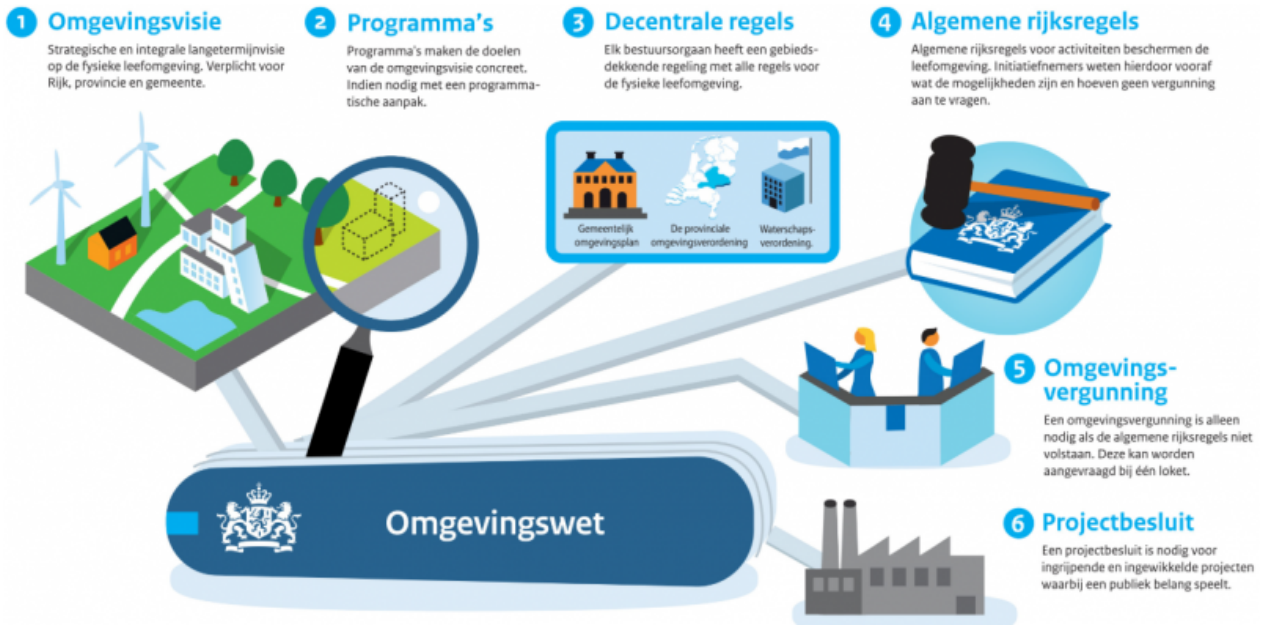 1 Omgevingsvisie
Strategische en integrale langetermijnvisie
op de fysieke leefomgeving. Verplicht voor
Rijk, provincie en gemeente.
2 Programma's
Programma's maken de doelen
van de omgevingsvisie concreet.
Indien nodig met een programma-
tische aanpak.
3 Decentrale regels
Elk bestuursorgaan heeft een gebieds-
dekkende regeling met alle regels voor
de fysieke leefomgeving.
Gemeentelijk
omgevingsplan
De provinciale
omgevingsverordening
Waterschaps-
verordening.
4 Algemene rijksregels
Algemene rijksregels voor activiteiten beschermen de
leefomgeving. Initiatiefnemers weten hierdoor vooraf
wat de mogelijkheden zijn en hoeven geen vergunning
aan te vragen.
5 Omgevings-
vergunning
Een omgevingsvergunning is alleen
nodig als de algemene rijksregels niet
volstaan. Deze kan worden
aangevraagd bij één loket.
6 Projectbesluit
Een projectbesluit is nodig voor
ingrijpende en ingewikkelde projecten
waarbij een publiek belang speelt.
Omgevingswet